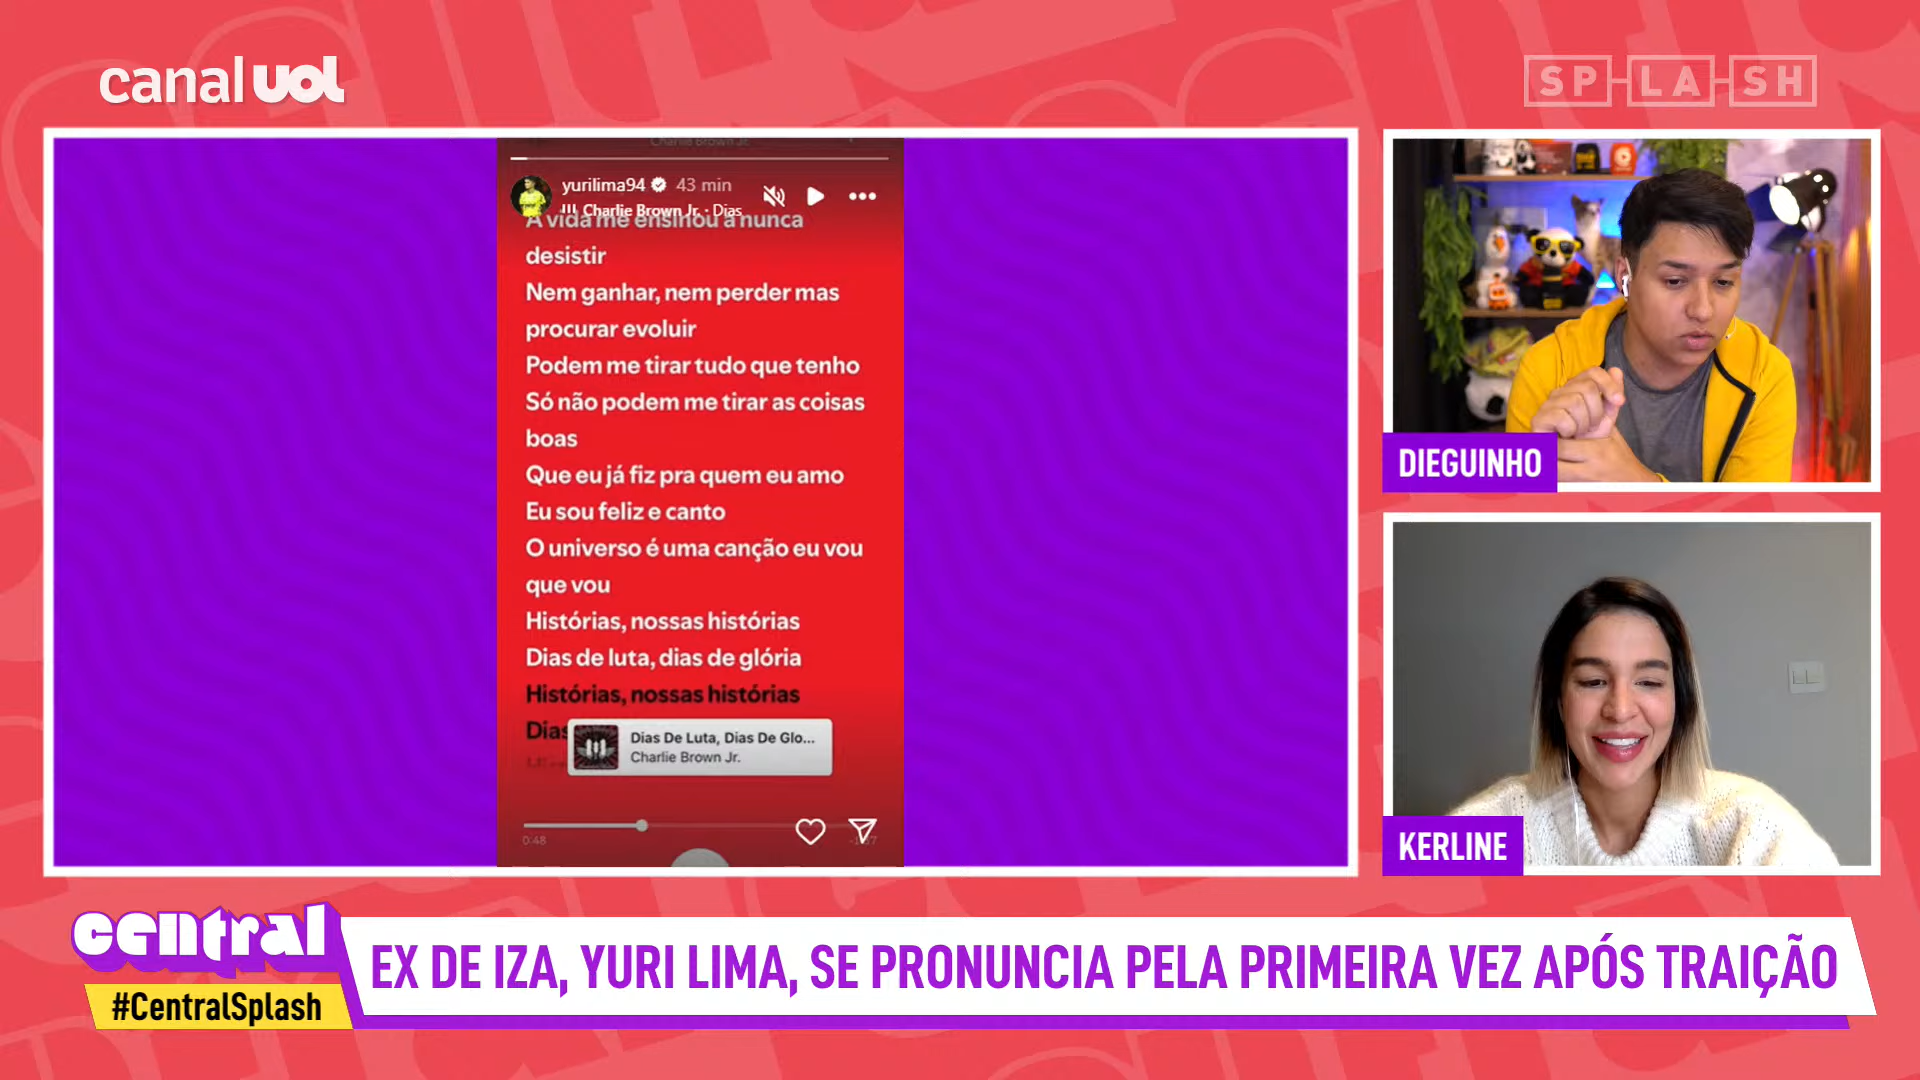 canal UOL
SPLASH
Charlie Brown Jr.
yurilima94 43 min
Charlie Brown Jr. · Dias
A vida me ensinou a nunca
desistir
Nem ganhar, nem perder mas
procurar evoluir
Podem me tirar tudo que tenho
Só não podem me tirar as coisas
boas
Que eu já fiz pra quem eu amo
Eu sou feliz e canto
O universo é uma canção eu vou
que vou
Histórias, nossas histórias
Dias de luta, dias de glória
Histórias, nossas histórias
Dias
Dias De Luta, Dias De Glo...
Charlie Brown Jr.
0:48
DIEGUINHO
KERLINE
central
#CentralSplash
EX DE IZA, YURI LIMA, SE PRONUNCIA PELA PRIMEIRA VEZ APÓS TRAIÇÃO